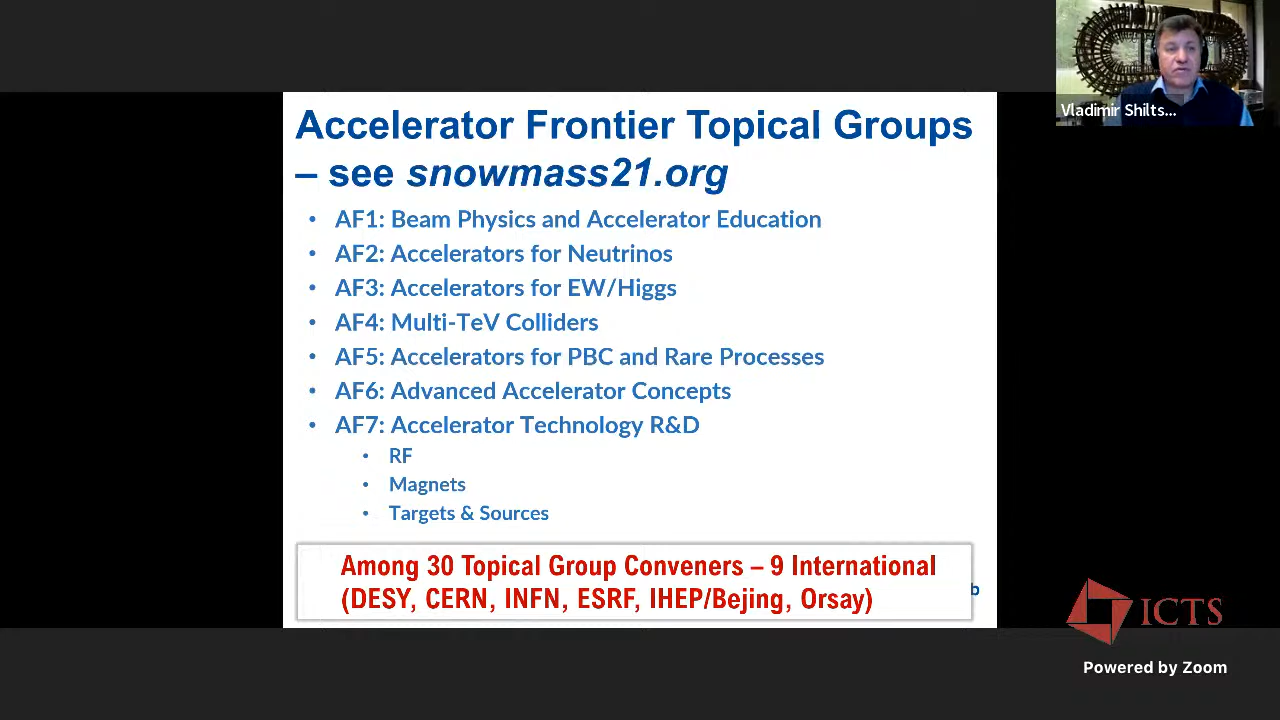 Vladimir Shilts...
Accelerator Frontier Topical Groups
– see snowmass21.org
• AF1: Beam Physics and Accelerator Education
• AF2: Accelerators for Neutrinos
• AF3: Accelerators for EW/Higgs
• AF4: Multi-TeV Colliders
• AF5: Accelerators for PBC and Rare Processes
• AF6: Advanced Accelerator Concepts
• AF7: Accelerator Technology R&D
• RF
• Magnets
• Targets & Sources
Among 30 Topical Group Conveners – 9 International
(DESY, CERN, INFN, ESRF, IHEP/Bejing, Orsay)
b
ICTS
Powered by Zoom